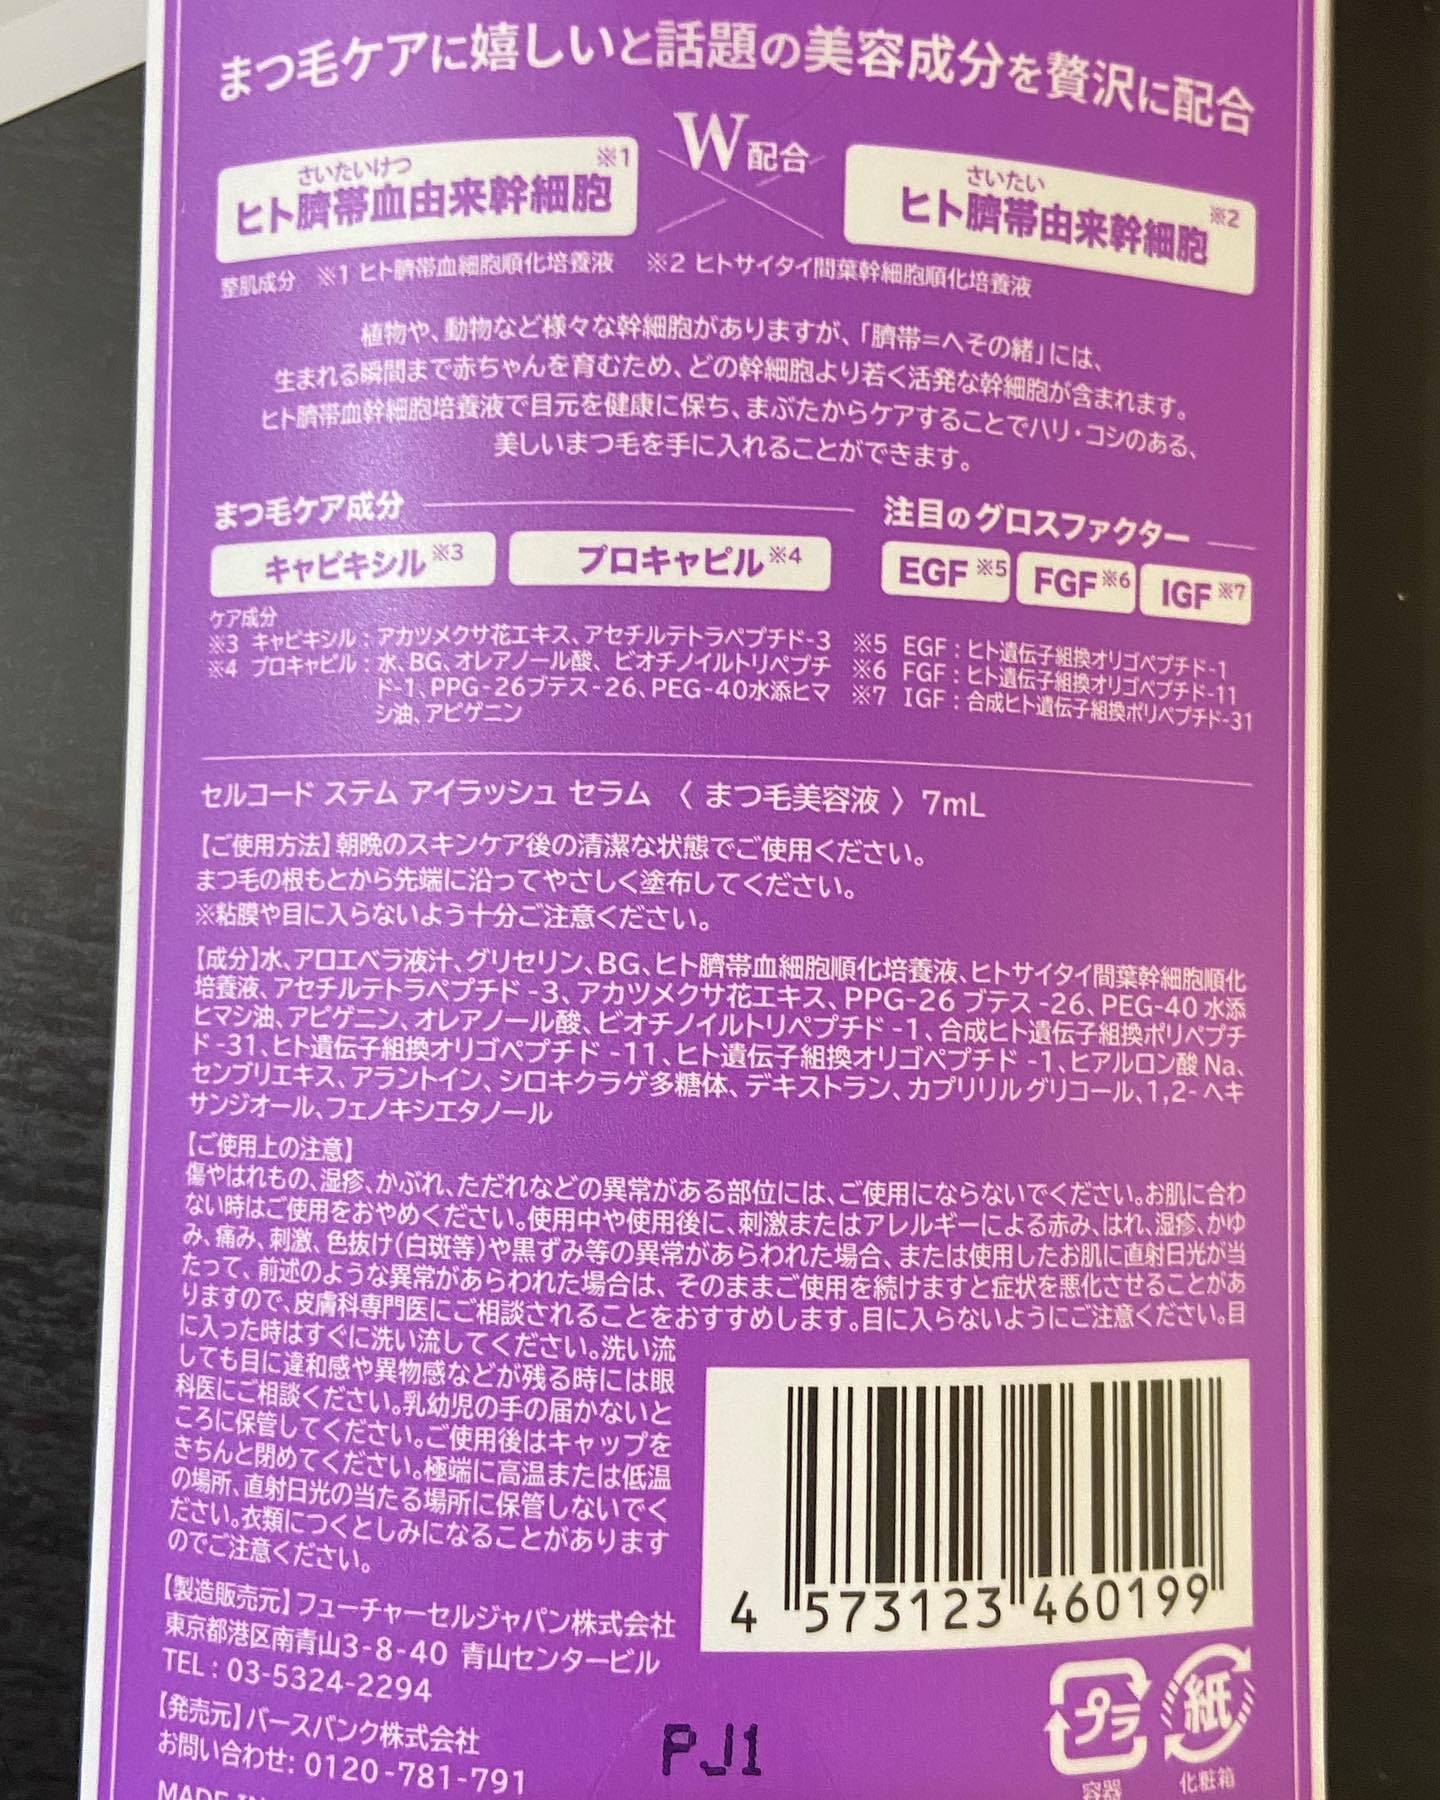 まつ毛ケアに嬉しいと話題の美容成分を贅沢に配合
さいたいけつ
ヒト臍帯血由来幹細胞 ※1
W配合
さいたい
ヒト臍帯由来幹細胞 ※2
整肌成分 ※1 ヒト臍帯血細胞順化培養液 ※2 ヒトサイタイ間葉幹細胞順化培養液
植物や、動物など様々な幹細胞がありますが、「臍帯=へその緒」には、
生まれる瞬間まで赤ちゃんを育むため、どの幹細胞より若く活発な幹細胞が含まれます。
ヒト臍帯血幹細胞培養液で目元を健康に保ち、まぶたからケアすることでハリ・コシのある、
美しいまつ毛を手に入れることができます。
まつ毛ケア成分
キャピキシル※3 プロキャピル※4
ケア成分
※3 キャピキシル：アカツメクサ花エキス、アセチルテトラペプチド-3
※4 プロキャピル：水、BG、オレアノール酸、ビオチノイルトリペプチ
ド-1、PPG-26ブテス-26、PEG-40水添ヒマ
シ油、アピゲニン
注目のグロスファクター
EGF※5 FGF※6 IGF※7
※5 EGF：ヒト遺伝子組換オリゴペプチド-1
※6 FGF：ヒト遺伝子組換オリゴペプチド-11
※7 IGF：合成ヒト遺伝子組換ポリペプチド-31
セルコード ステム アイラッシュ セラム 〈 まつ毛美容液 〉 7mL
【ご使用方法】朝晩のスキンケア後の清潔な状態でご使用ください。
まつ毛の根もとから先端に沿ってやさしく塗布してください。
※粘膜や目に入らないよう十分ご注意ください。
【成分】水、アロエベラ液汁、グリセリン、BG、ヒト臍帯血細胞順化培養液、ヒトサイタイ間葉幹細胞順化
培養液、アセチルテトラペプチド-3、アカツメクサ花エキス、PPG-26 ブテス-26、PEG-40 水添
ヒマシ油、アピゲニン、オレアノール酸、ビオチノイルトリペプチド-1、合成ヒト遺伝子組換ポリペプチ
ド-31、ヒト遺伝子組換オリゴペプチド-11、ヒト遺伝子組換オリゴペプチド-1、ヒアルロン酸 Na、
センブリエキス、アラントイン、シロキクラゲ多糖体、デキストラン、カプリリルグリコール、1,2-ヘキ
サンジオール、フェノキシエタノール
【ご使用上の注意】
傷やはれもの、湿疹、かぶれ、ただれなどの異常がある部位には、ご使用にならないでください。お肌に合わ
ない時はご使用をおやめください。使用中や使用後に、刺激またはアレルギーによる赤み、はれ、湿疹、かゆ
み、痛み、刺激、色抜け(白斑等)や黒ずみ等の異常があらわれた場合、または使用したお肌に直射日光が当
たって、前述のような異常があらわれた場合は、そのままご使用を続けますと症状を悪化させることがあ
りますので、皮膚科専門医にご相談されることをおすすめします。目に入らないようにご注意ください。目
に入った時はすぐに洗い流してください。洗い流
しても目に違和感や異物感などが残る時には眼
科医にご相談ください。乳幼児の手の届かないと
ころに保管してください。ご使用後はキャップを
きちんと閉めてください。極端に高温または低温
の場所、直射日光の当たる場所に保管しないでく
ださい。衣類につくとしみになることがあります
のでご注意ください。
【製造販売元】フューチャーセルジャパン株式会社
東京都港区南青山3-8-40 青山センタービル
TEL：03-5324-2294
【発売元】バースバンク株式会社
お問い合わせ: 0120-781-791
MADE IN
4 573123 460199
PJ1
プラ
容器
紙
化粧箱